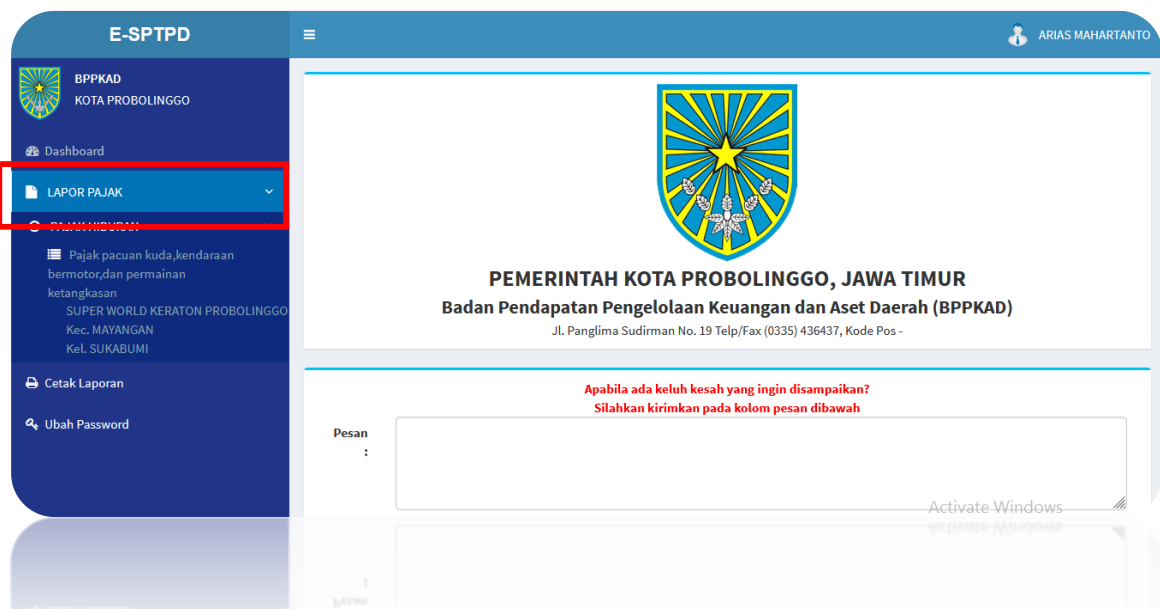 E-SPTPD
ARIAS MAHARTANTO
BPPKAD
KOTA PROBOLINGGO
Dashboard
LAPOR PAJAK
PAJAK HIBURAN
Pajak pacuan kuda,kendaraan
bermotor,dan permainan
ketangkasan
SUPER WORLD KERATON PROBOLINGGO
Kec. MAYANGAN
Kel. SUKABUMI
Cetak Laporan
Ubah Password
PEMERINTAH KOTA PROBOLINGGO, JAWA TIMUR
Badan Pendapatan Pengelolaan Keuangan dan Aset Daerah (BPPKAD)
Jl. Panglima Sudirman No. 19 Telp/Fax (0335) 436437, Kode Pos -
Apabila ada keluh kesah yang ingin disampaikan?
Silahkan kirimkan pada kolom pesan dibawah
Pesan
:
Activate Windows